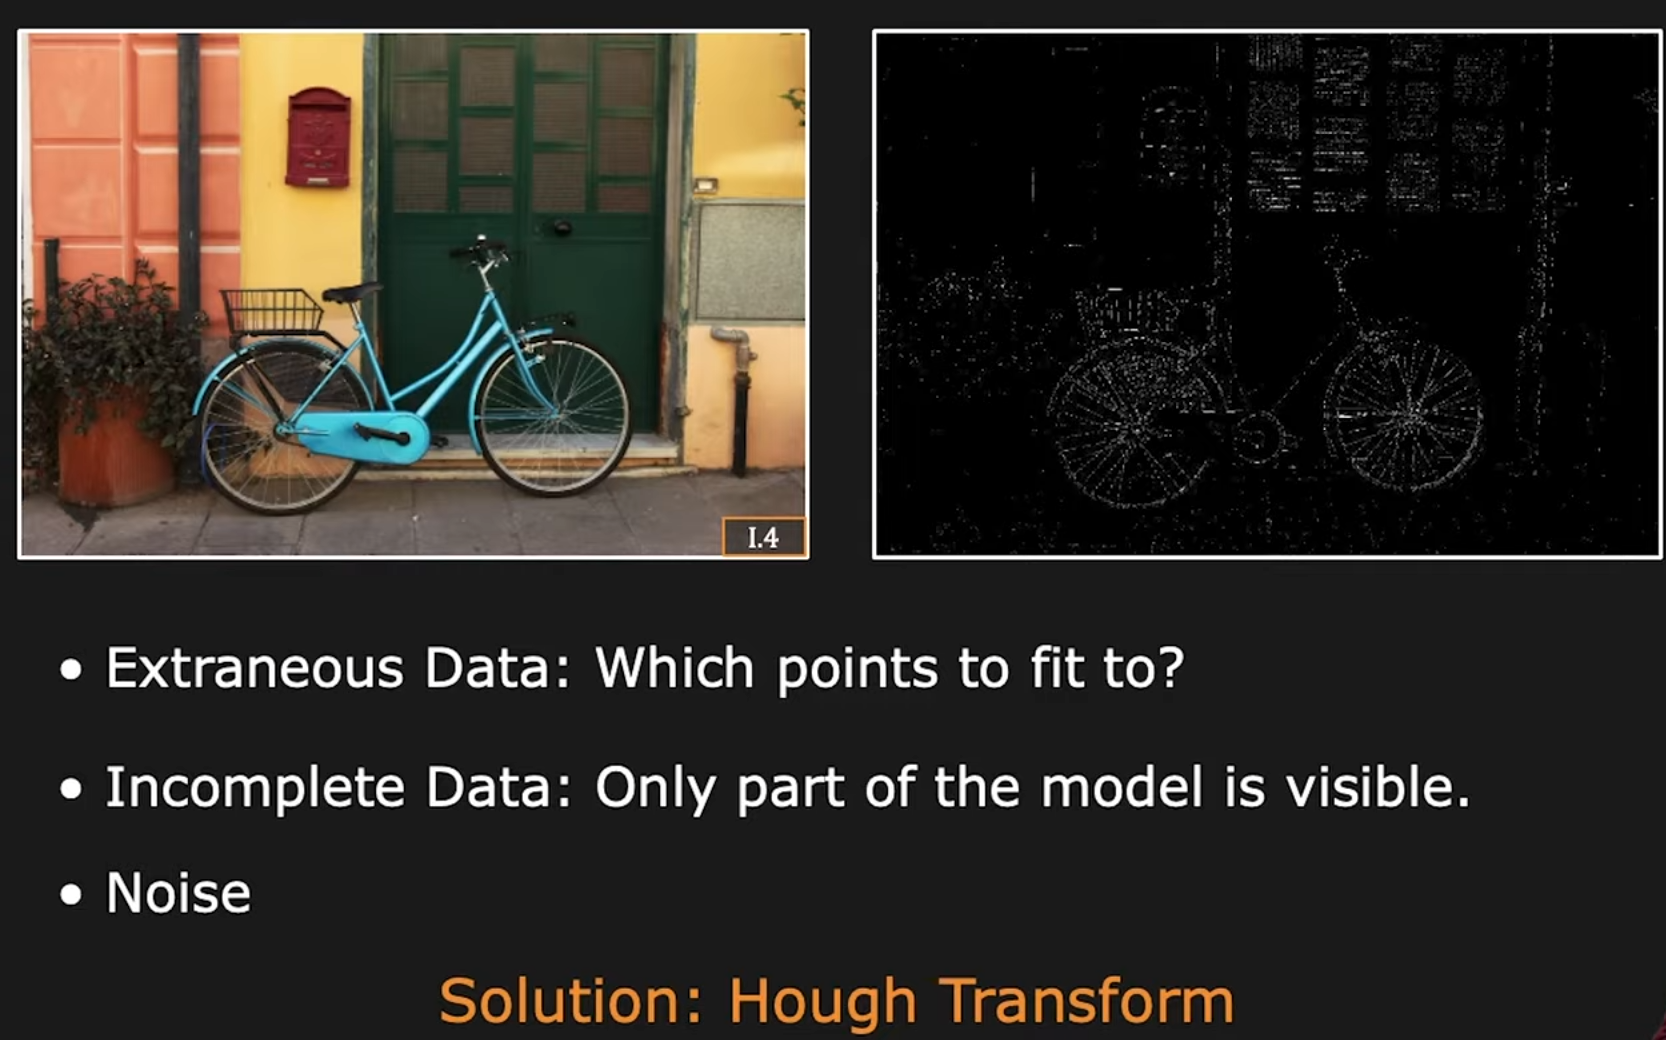 I.4
• Extraneous Data: Which points to fit to?
• Incomplete Data: Only part of the model is visible.
• Noise
Solution: Hough Transform